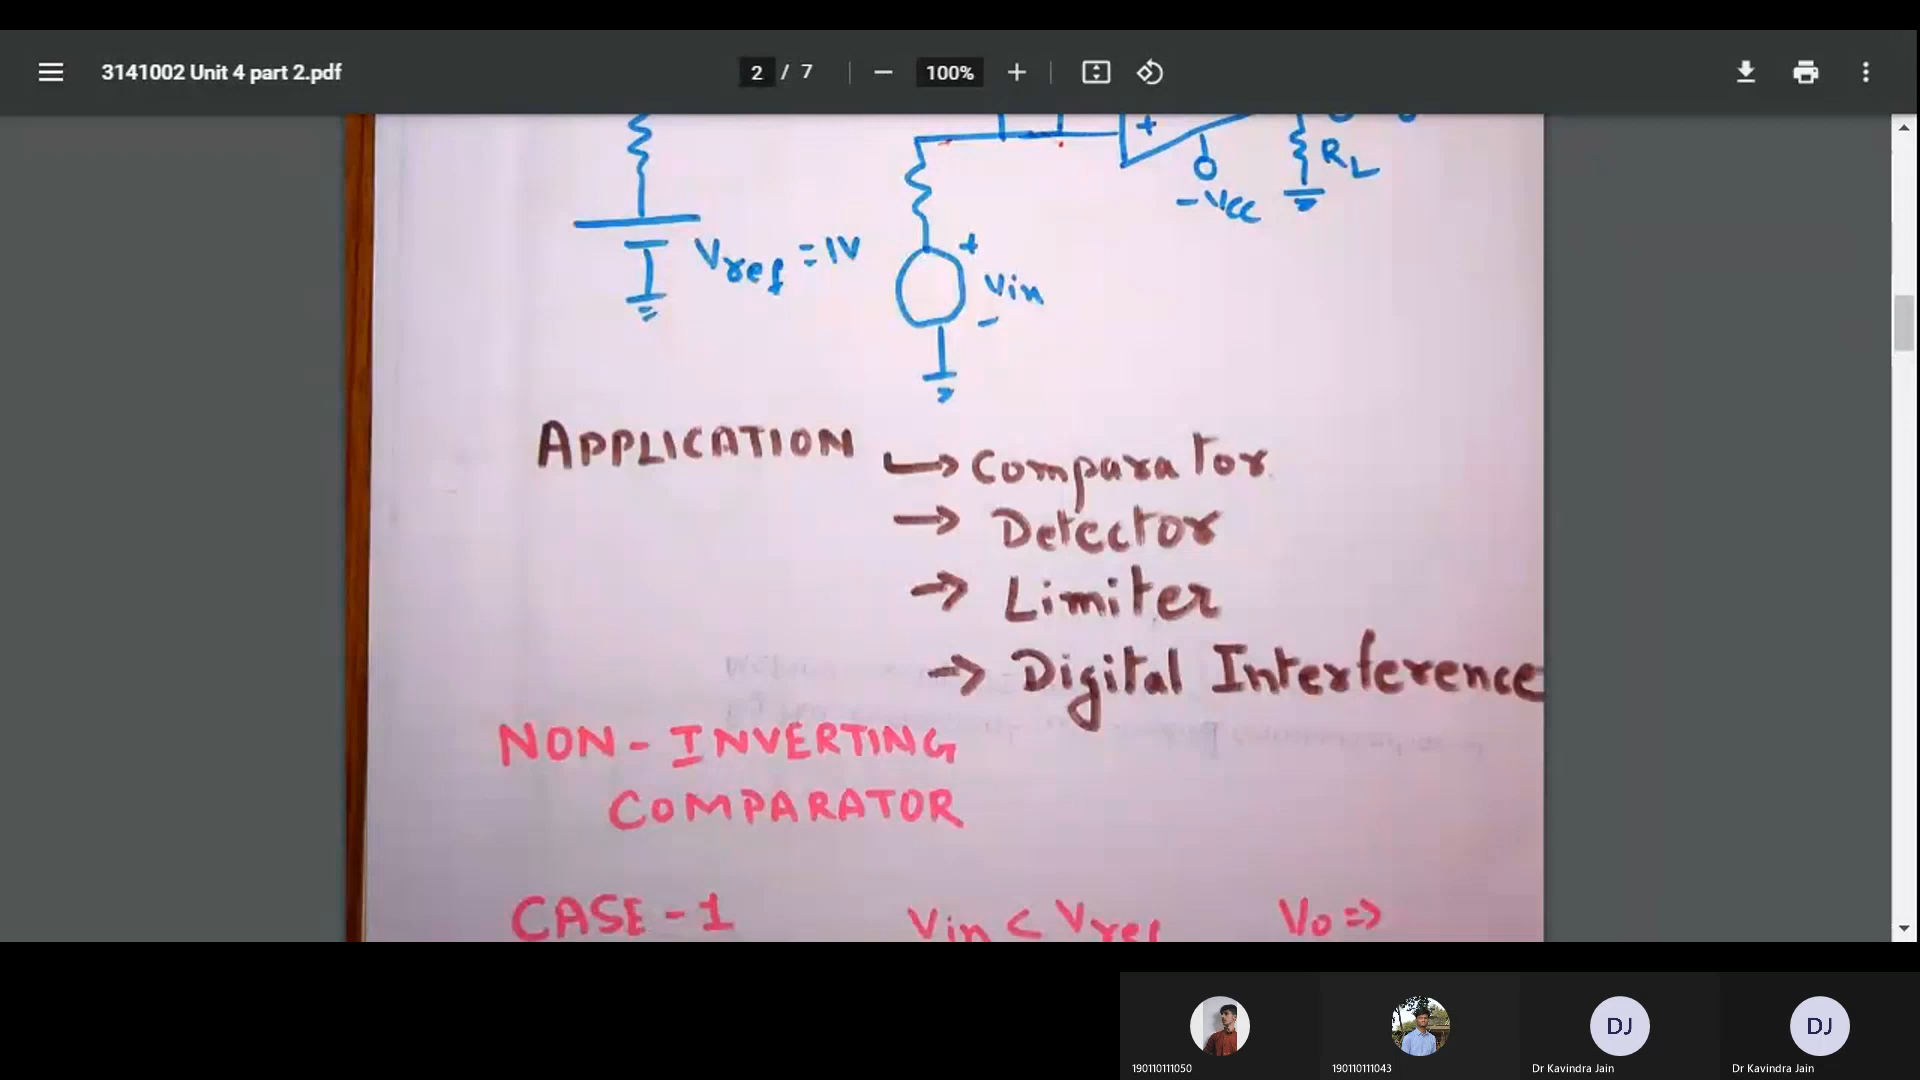 3141002 Unit 4 part 2.pdf
2 / 7
100%
+
RL
-VCC
Vref = 1V
+
Vin
-
APPLICATION
→ Comparator
→ Detector
→ Limiter
→ Digital Interference
NON-INVERTING
COMPARATOR
CASE-1 Vin < Vref Vo ⇒
DJ
DJ
190110111050
190110111043
Dr Kavindra Jain
Dr Kavindra Jain